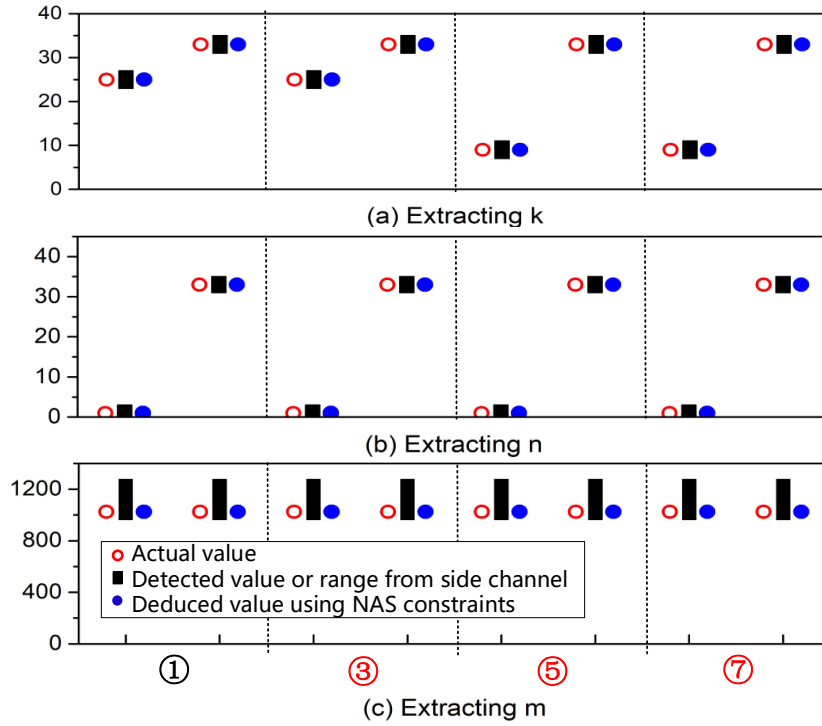 40
30
20
10
0
(a) Extracting k
40
30
20
10
0
(b) Extracting n
1200
800
400
0
Actual value
Detected value or range from side channel
Deduced value using NAS constraints
① ③ ⑤ ⑦
(c) Extracting m